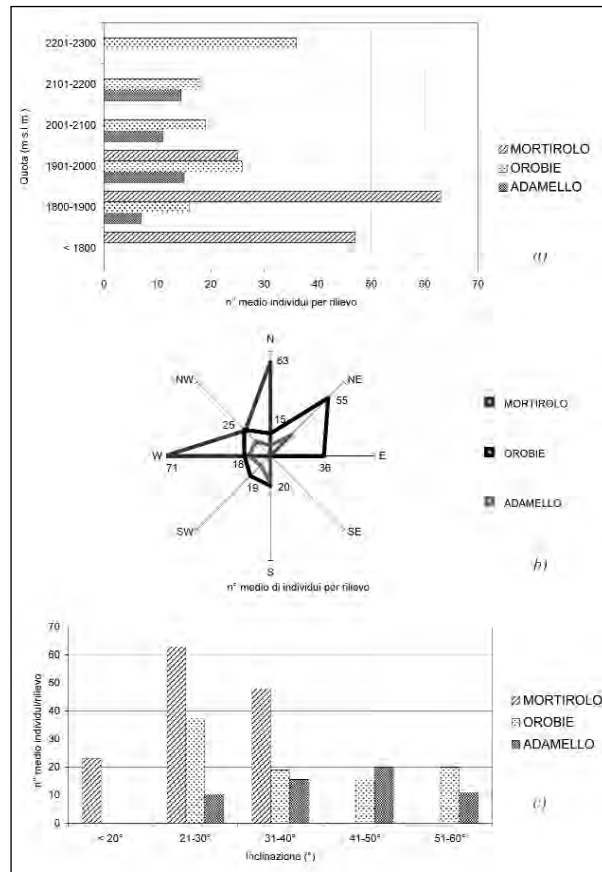 2201-2300
2101-2200
2001-2100
1901-2000
1800-1900
< 1800
Quota (m s.l.m.)
0 10 20 30 40 50 60 70
n° medio individui per rilievo
MORTIROLO
OROBIE
ADAMELLO
a)
N
63
NW
NE
55
25
15
W
71
18
E
36
19
20
SW
SE
S
n° medio di individui per rilievo
MORTIROLO
OROBIE
ADAMELLO
b)
70
60
50
40
30
20
10
0
n° medio individui/rilievo
< 20° 21-30° 31-40° 41-50° 51-60°
Inclinazione (°)
MORTIROLO
OROBIE
ADAMELLO
c)